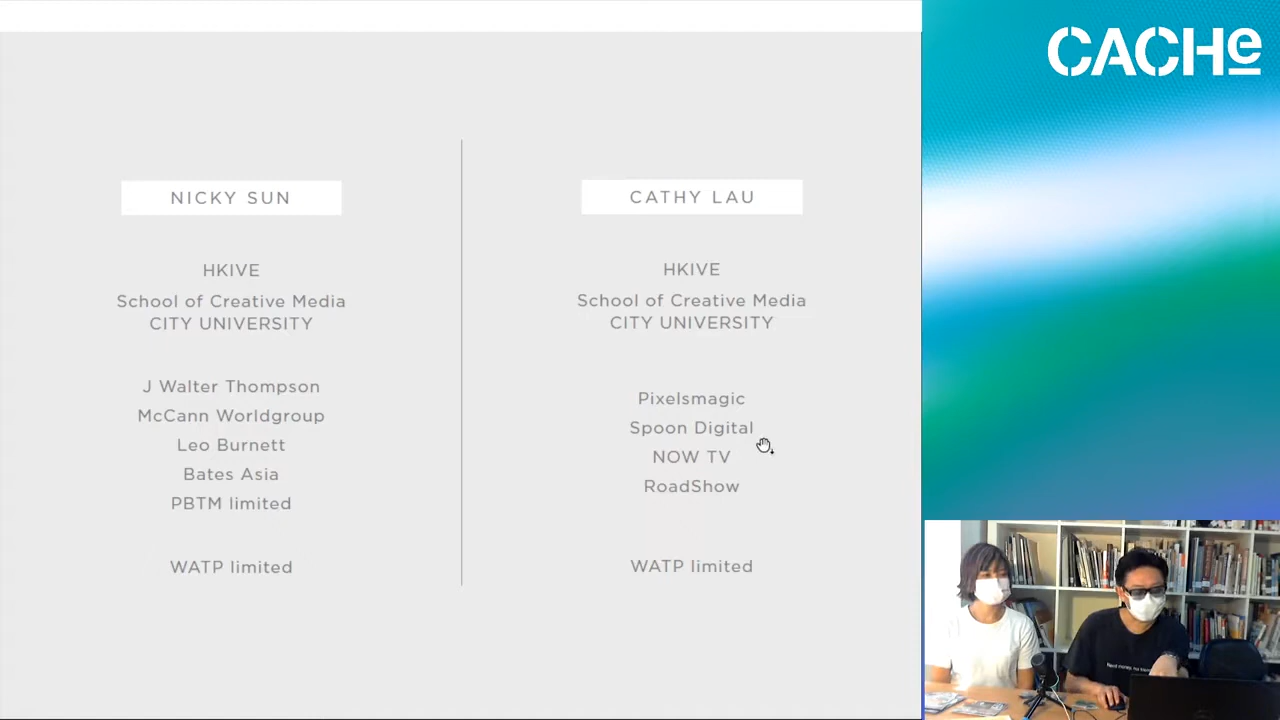 CACHe
NICKY SUN
HKIVE
School of Creative Media
CITY UNIVERSITY
J Walter Thompson
McCann Worldgroup
Leo Burnett
Bates Asia
PBTM limited
WATP limited
CATHY LAU
HKIVE
School of Creative Media
CITY UNIVERSITY
Pixelsmagic
Spoon Digital
NOW TV
RoadShow
WATP limited